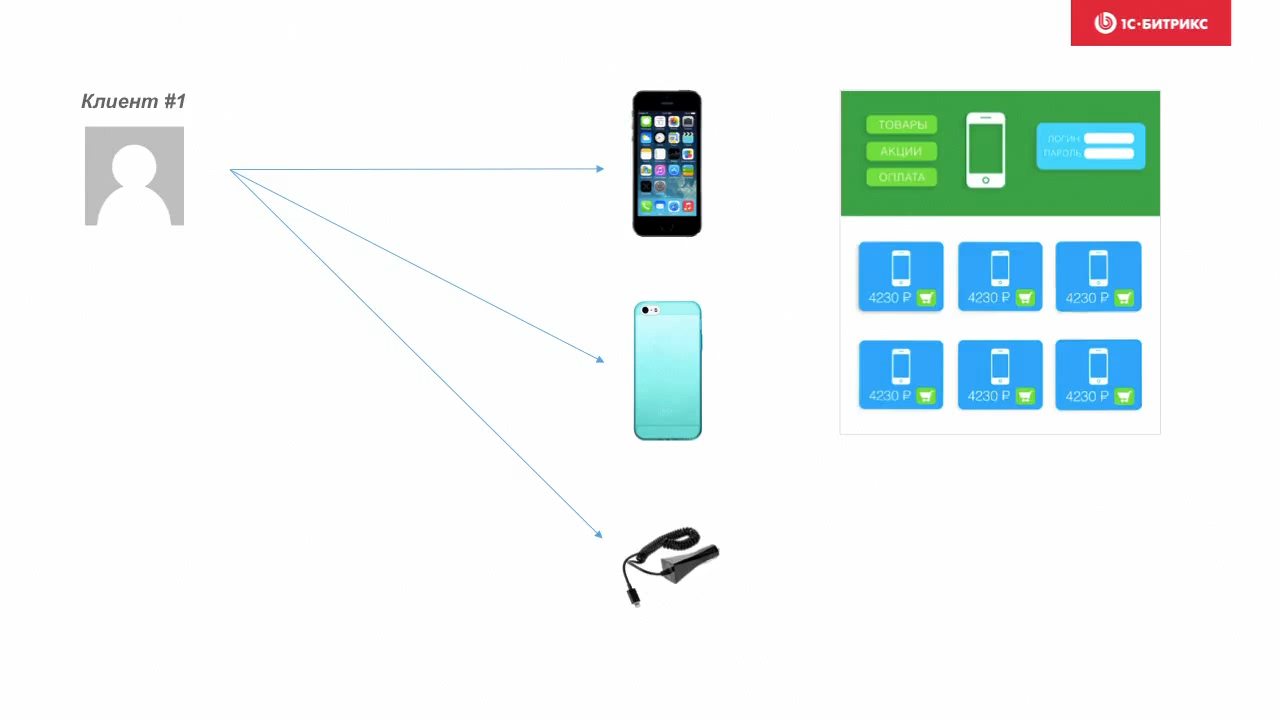 1С·БИТРИКС
Клиент #1
ТОВАРЫ
АКЦИИ
ОПЛАТА
ЛОГИН
ПАРОЛЬ
4230 ₽
4230 ₽
4230 ₽
4230 ₽
4230 ₽
4230 ₽